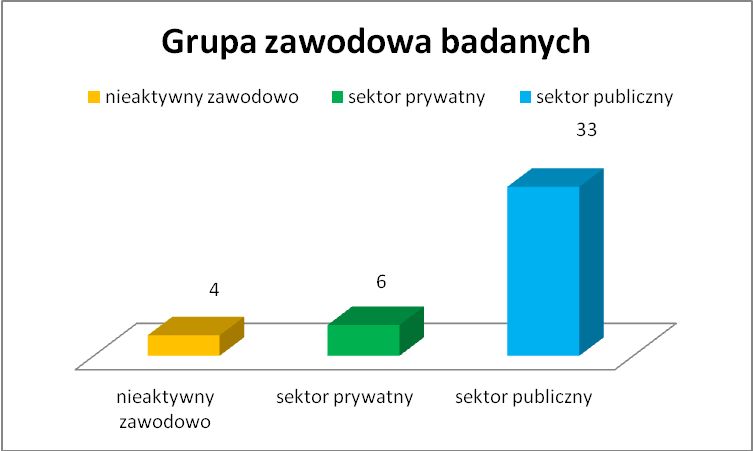 Grupa zawodowa badanych
nieaktywny zawodowo sektor prywatny sektor publiczny
33
4
6
nieaktywny
zawodowo
sektor prywatny
sektor publiczny